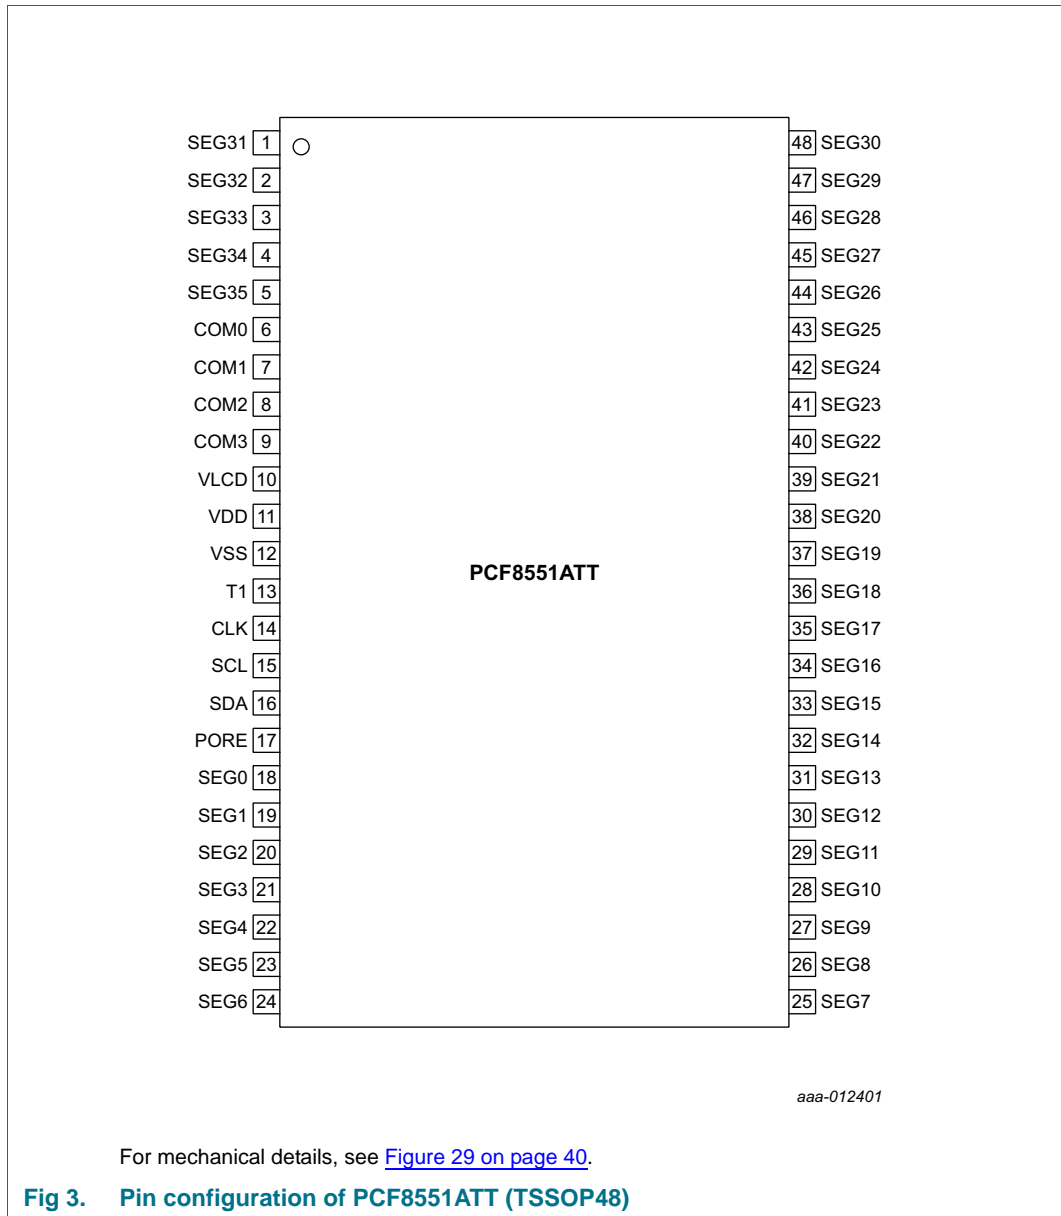 SEG31 1
SEG32 2
SEG33 3
SEG34 4
SEG35 5
COM0 6
COM1 7
COM2 8
COM3 9
VLCD 10
VDD 11
VSS 12
T1 13
CLK 14
SCL 15
SDA 16
PORE 17
SEG0 18
SEG1 19
SEG2 20
SEG3 21
SEG4 22
SEG5 23
SEG6 24
PCF8551ATT
48 SEG30
47 SEG29
46 SEG28
45 SEG27
44 SEG26
43 SEG25
42 SEG24
41 SEG23
40 SEG22
39 SEG21
38 SEG20
37 SEG19
36 SEG18
35 SEG17
34 SEG16
33 SEG15
32 SEG14
31 SEG13
30 SEG12
29 SEG11
28 SEG10
27 SEG9
26 SEG8
25 SEG7
aaa-012401
For mechanical details, see Figure 29 on page 40.
Fig 3. Pin configuration of PCF8551ATT (TSSOP48)